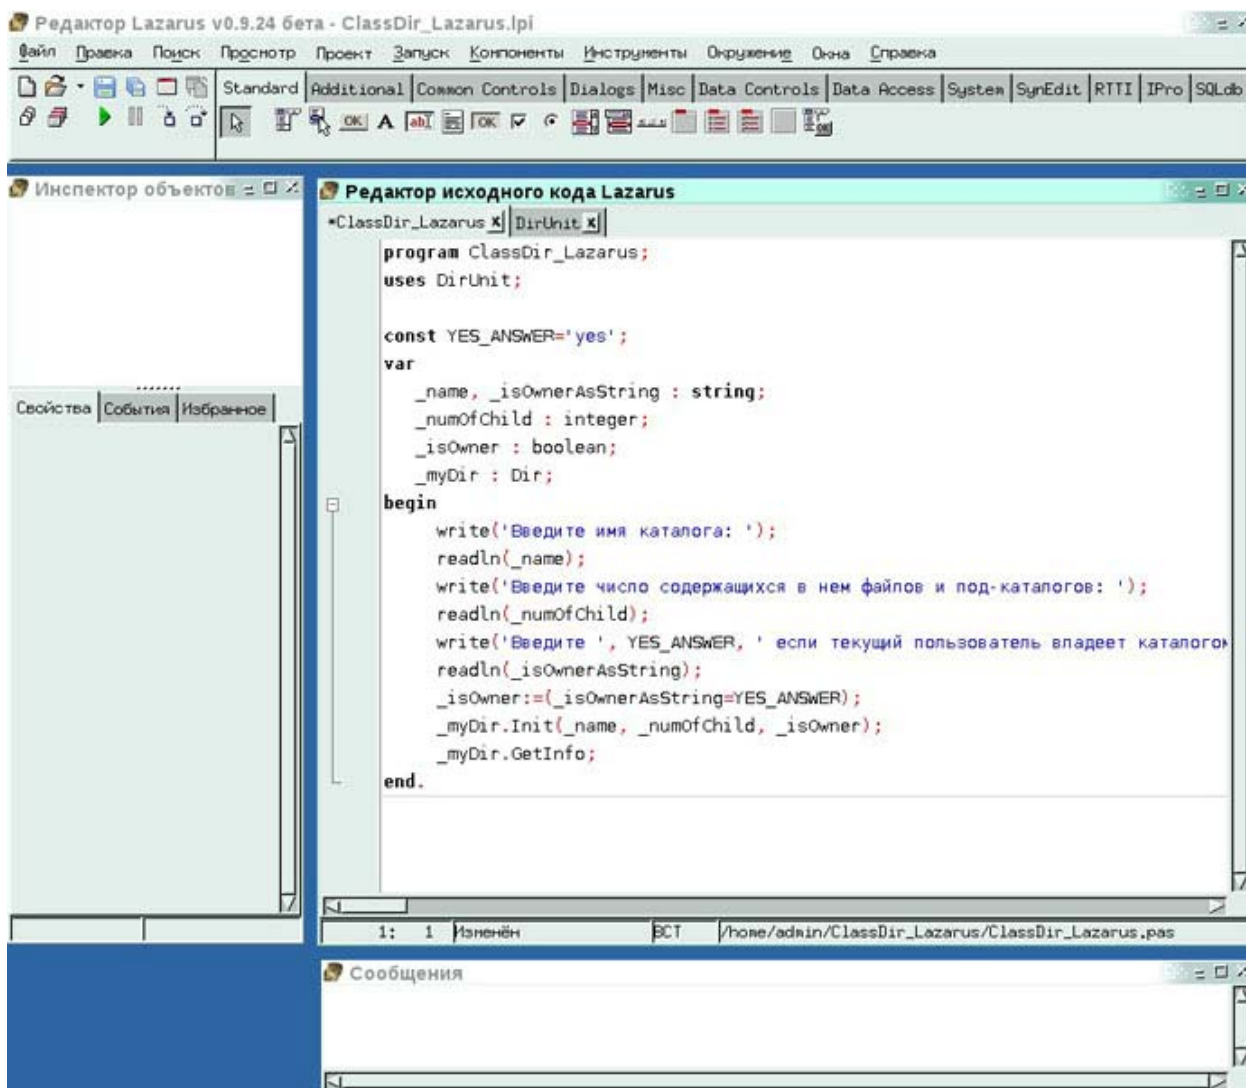 Редактор Lazarus v0.9.24 бета - ClassDir_Lazarus.lpi
Файл Правка Поиск Просмотр Проект Запуск Компоненты Инструменты Окружение Окна Справка
Standard Additional Common Controls Dialogs Misc Data Controls Data Access System SynEdit RTTI IPro SQLdb
OK A abI OK
Инспектор объектов
Свойства События Избранное
Редактор исходного кода Lazarus
*ClassDir_Lazarus DirUnit
program ClassDir_Lazarus;
uses DirUnit;
const YES_ANSWER='yes';
var
_name, _isOwnerAsString : string;
_numOfChild : integer;
_isOwner : boolean;
_myDir : Dir;
begin
write('Введите имя каталога: ');
readln(_name);
write('Введите число содержащихся в нем файлов и под-каталогов: ');
readln(_numOfChild);
write('Введите ', YES_ANSWER, ' если текущий пользователь владеет каталогом
readln(_isOwnerAsString);
_isOwner:=(_isOwnerAsString=YES_ANSWER);
_myDir.Init(_name, _numOfChild, _isOwner);
_myDir.GetInfo;
end.
1: 1 Изменён ВСТ /home/admin/ClassDir_Lazarus/ClassDir_Lazarus.pas
Сообщения